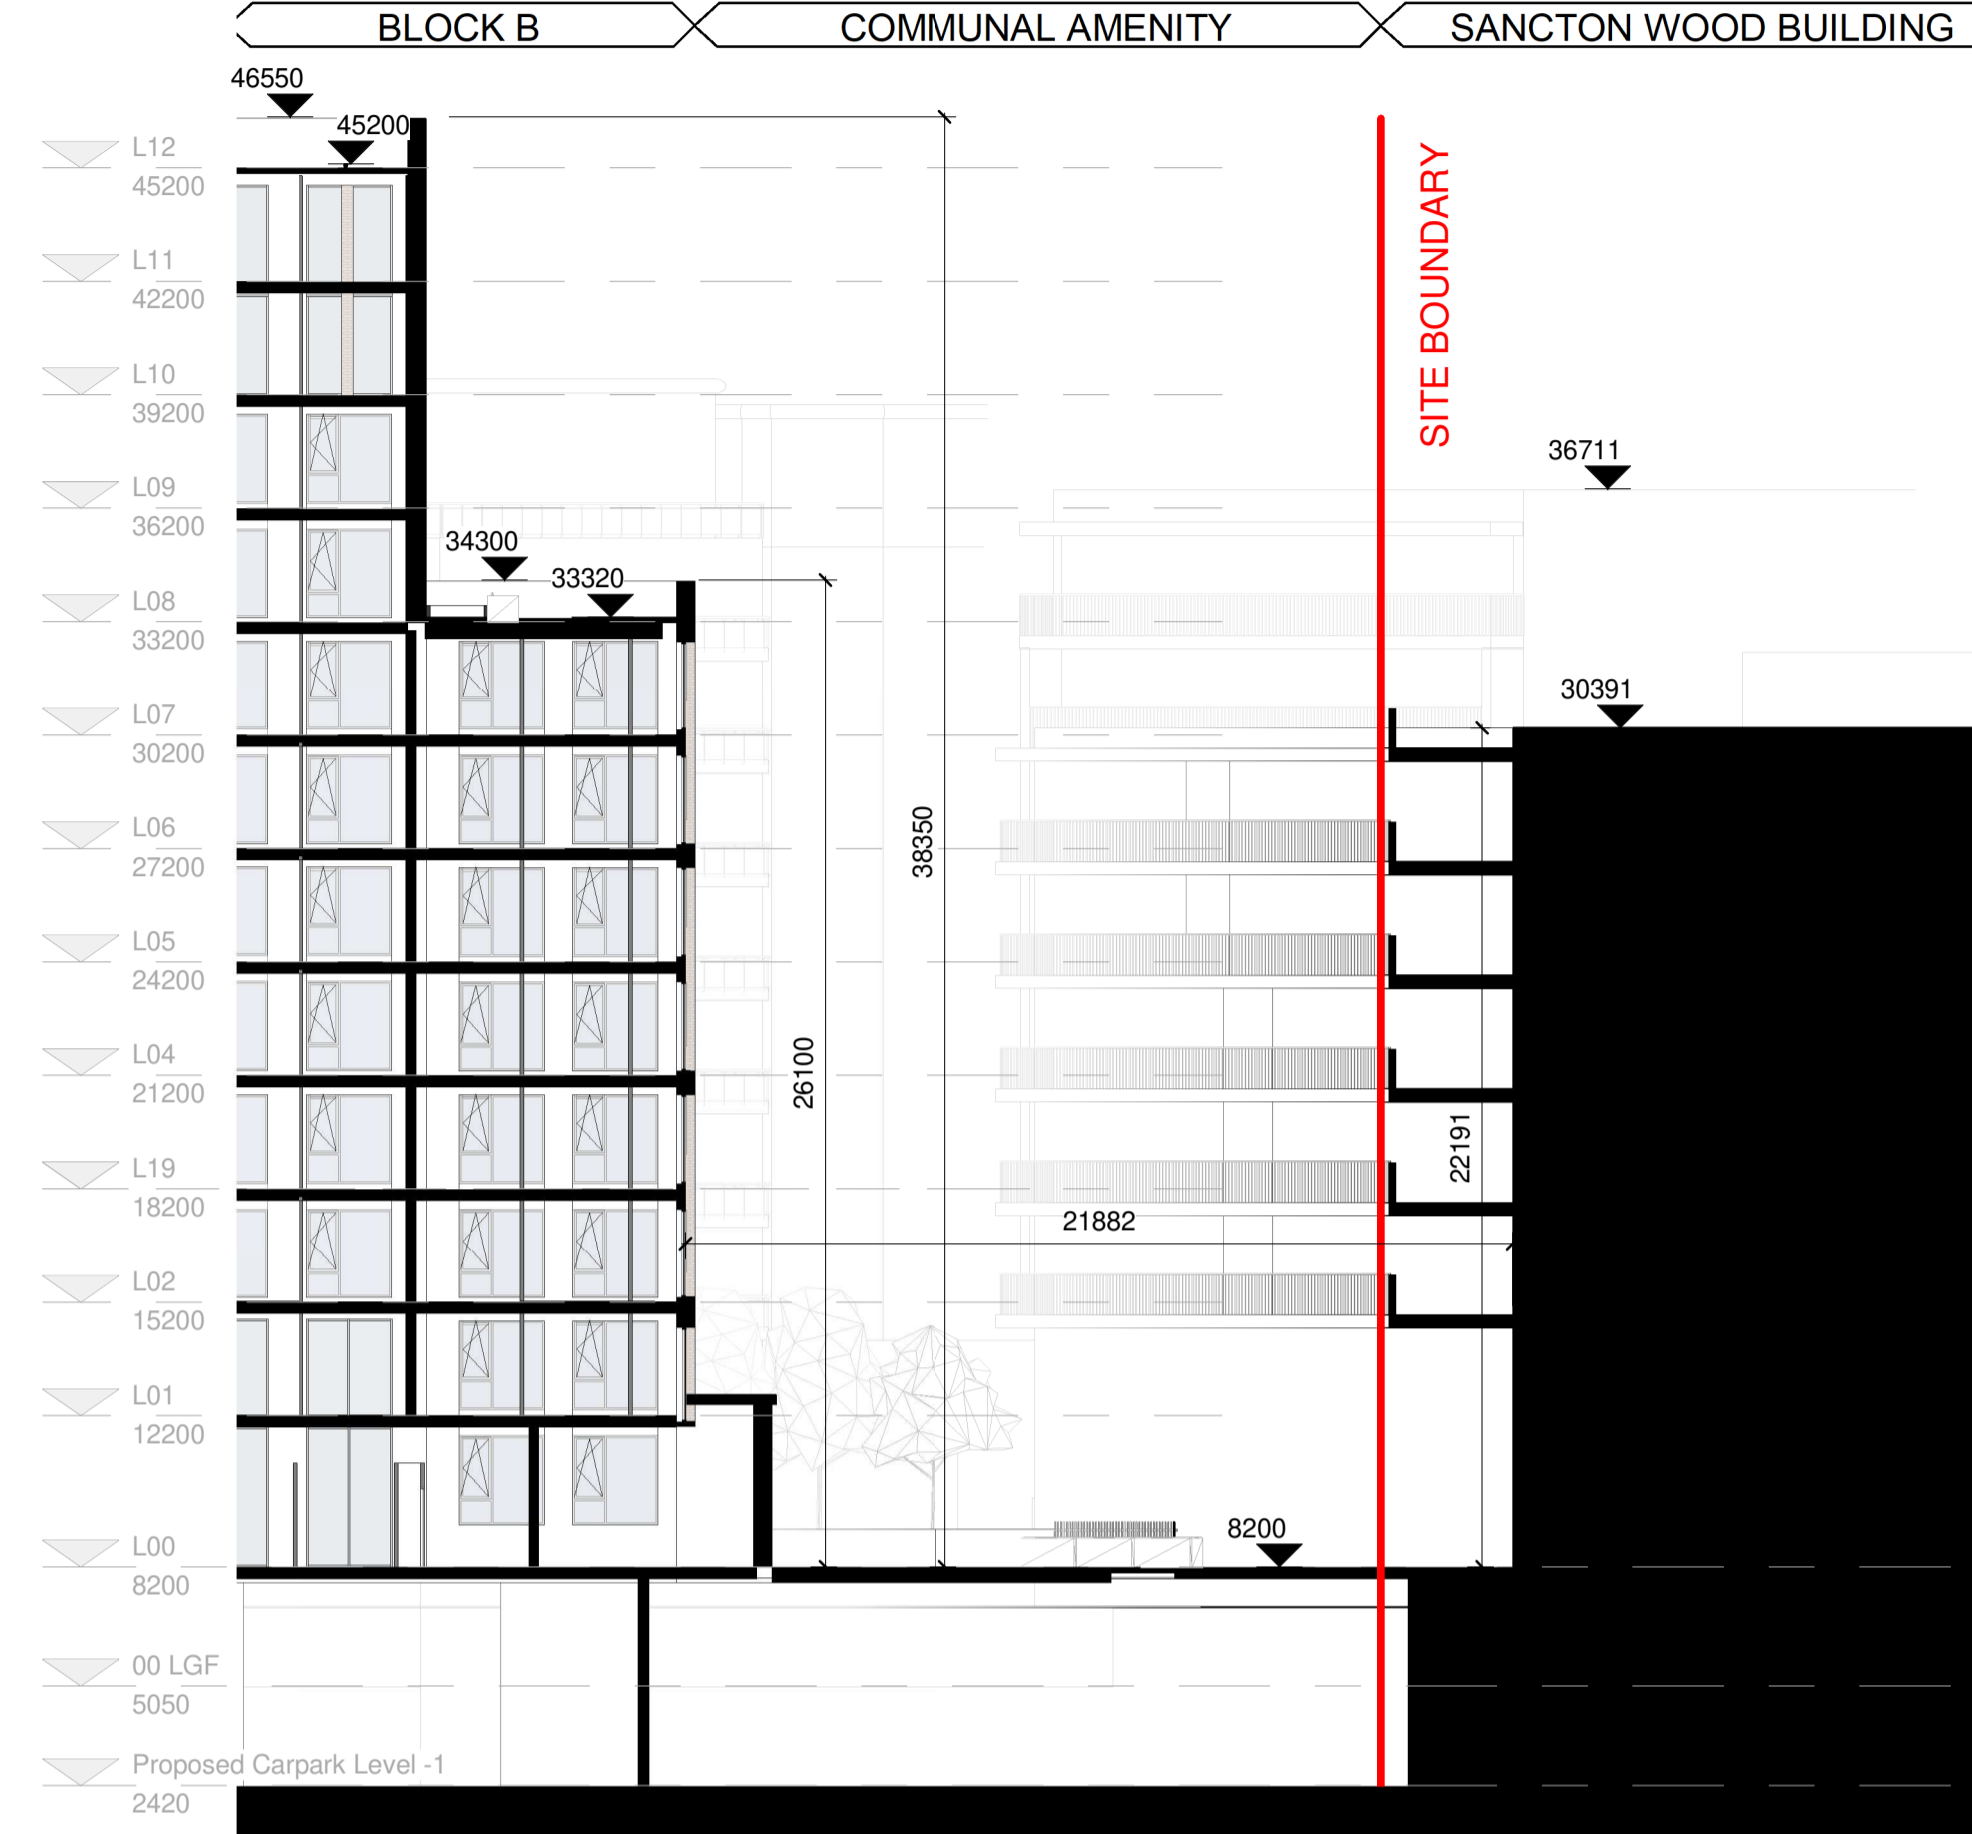 BLOCK B
COMMUNAL AMENITY
SANCTON WOOD BUILDING
46550
45200
L12
45200
SITE BOUNDARY
L11
42200
L10
39200
36711
L09
36200
34300
33320
L08
33200
30391
L07
30200
38350
L06
27200
L05
24200
26100
L04
21200
22191
L19
18200
21882
L02
15200
L01
12200
8200
L00
8200
00 LGF
5050
Proposed Carpark Level -1
2420